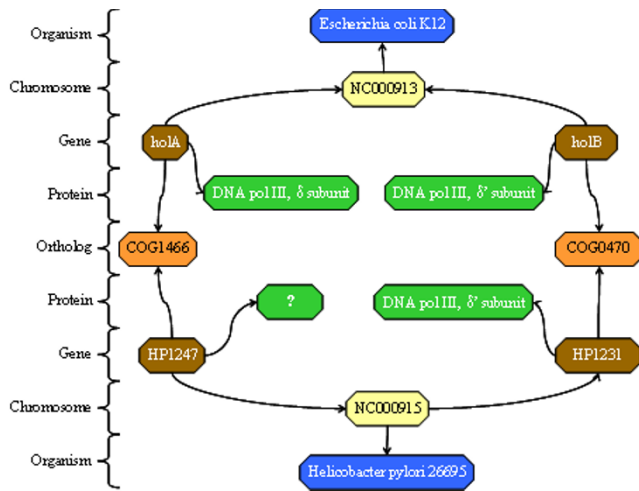 Organism
Escherichia coli K12
Chromosome
NC000913
Gene
holA
holB
Protein
DNA pol III, δ subunit
DNA pol III, δ' subunit
Ortholog
COG1466
COG0470
Protein
?
DNA pol III, δ' subunit
Gene
HP1247
HP1231
Chromosome
NC000915
Organism
Helicobacter pylori 26695